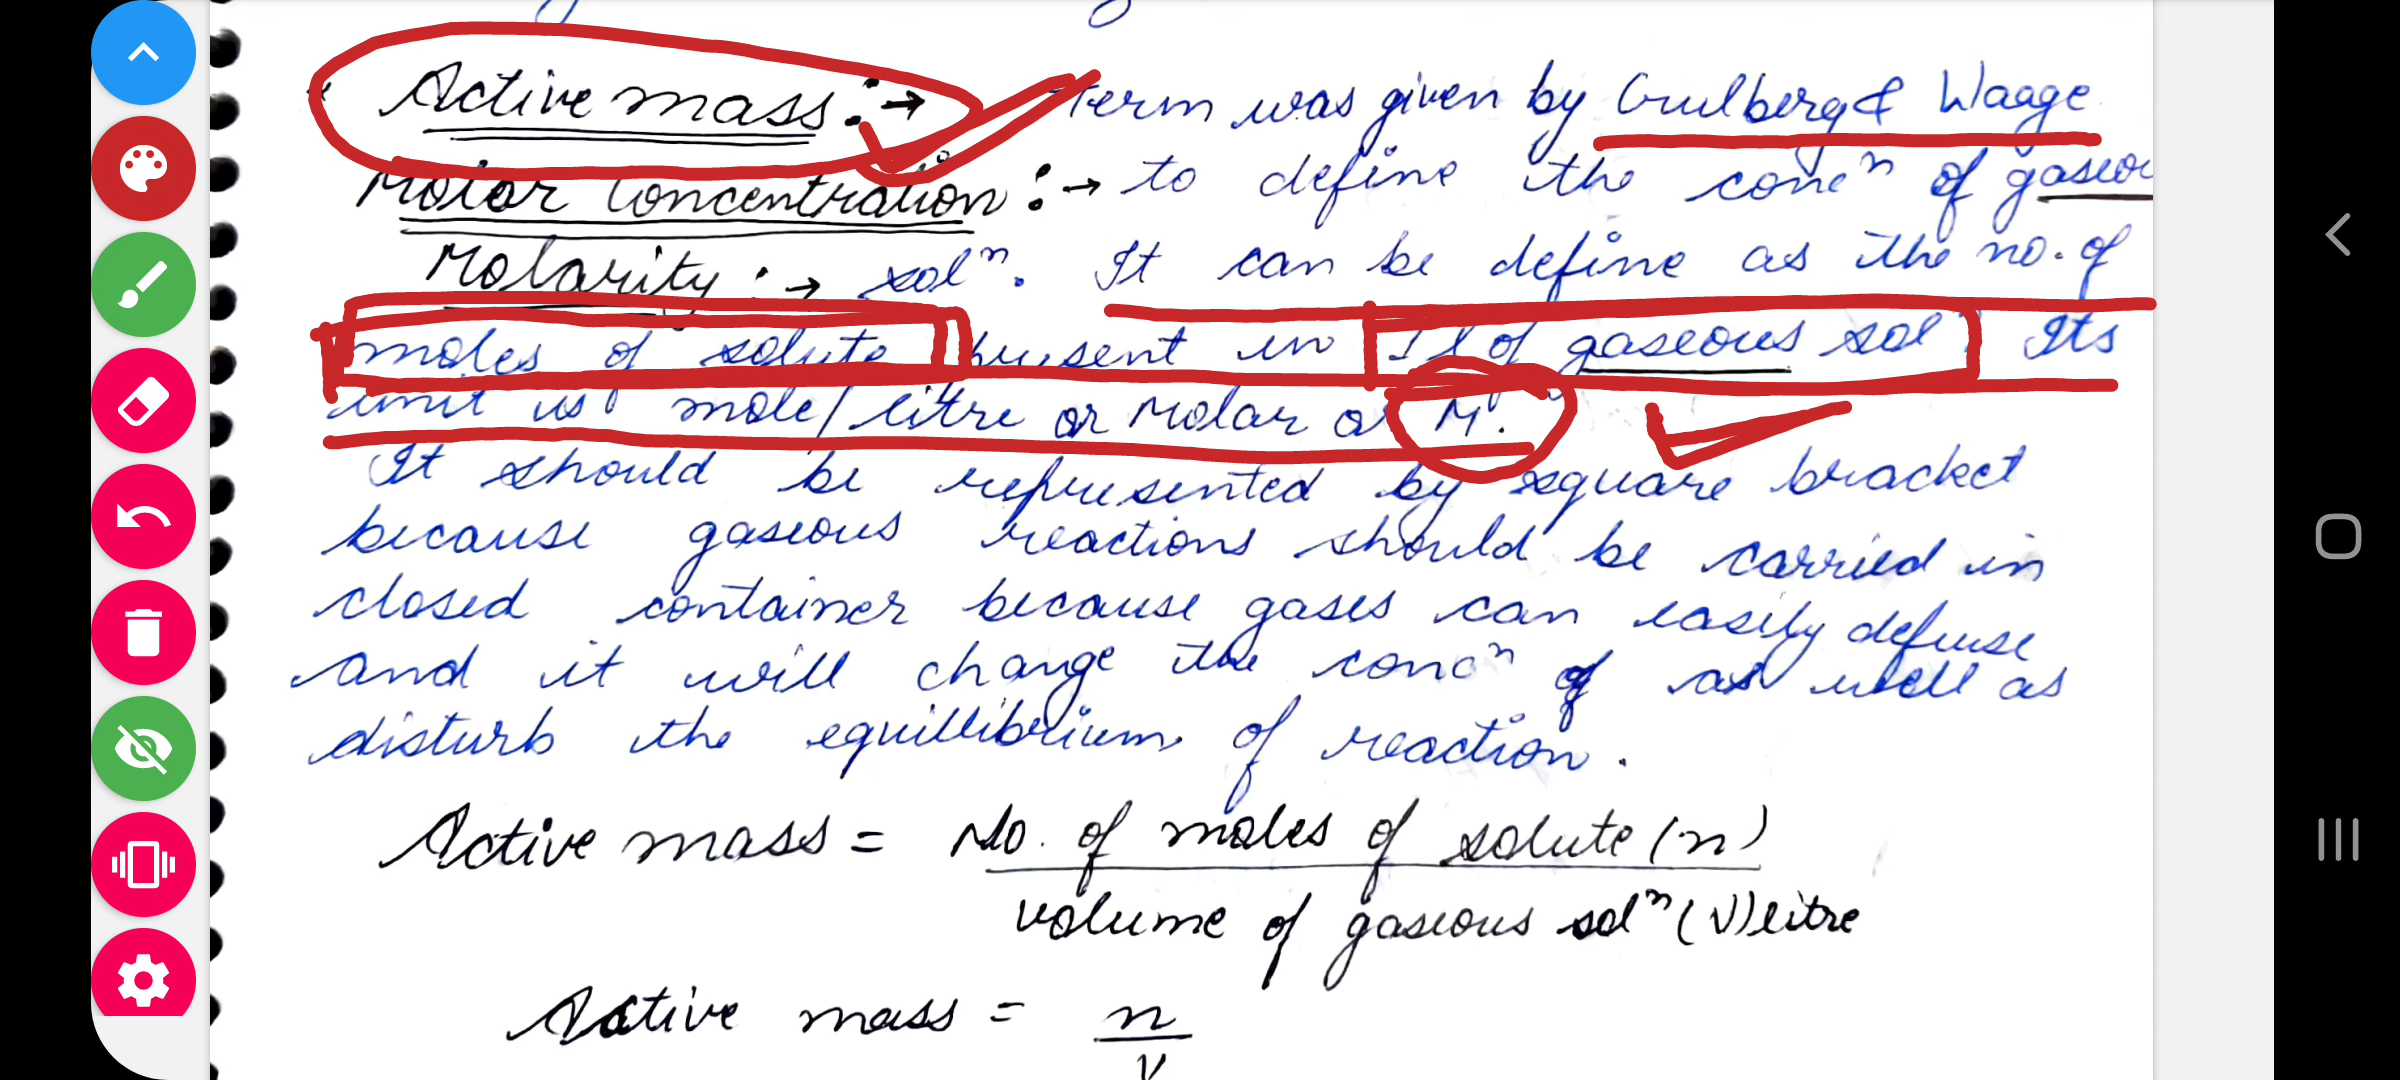 Active mass :→ Term was given by Gulberg & Waage
Molar Concentration :→ to define the concⁿ of gaseou
Molarity :→ solⁿ. It can be define as the no. of
moles of solute present in 1 l of gaseous solⁿ. Its
unit is mole/litre or Molar or M.
It should be represented by square bracket
because gaseous reactions should be carried in
closed container because gases can easily defuse
and it will change the concⁿ of as well as
disturb the equillibrium of reaction.
Active mass = No. of moles of solute (n)
volume of gaseous solⁿ (V) litre
Active mass = n
V